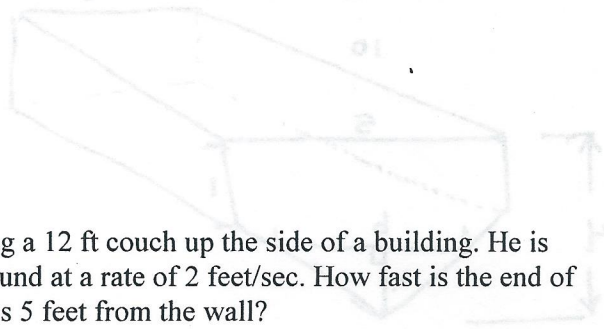 g a 12 ft couch up the side of a building. He is
und at a rate of 2 feet/sec. How fast is the end of
s 5 feet from the wall?